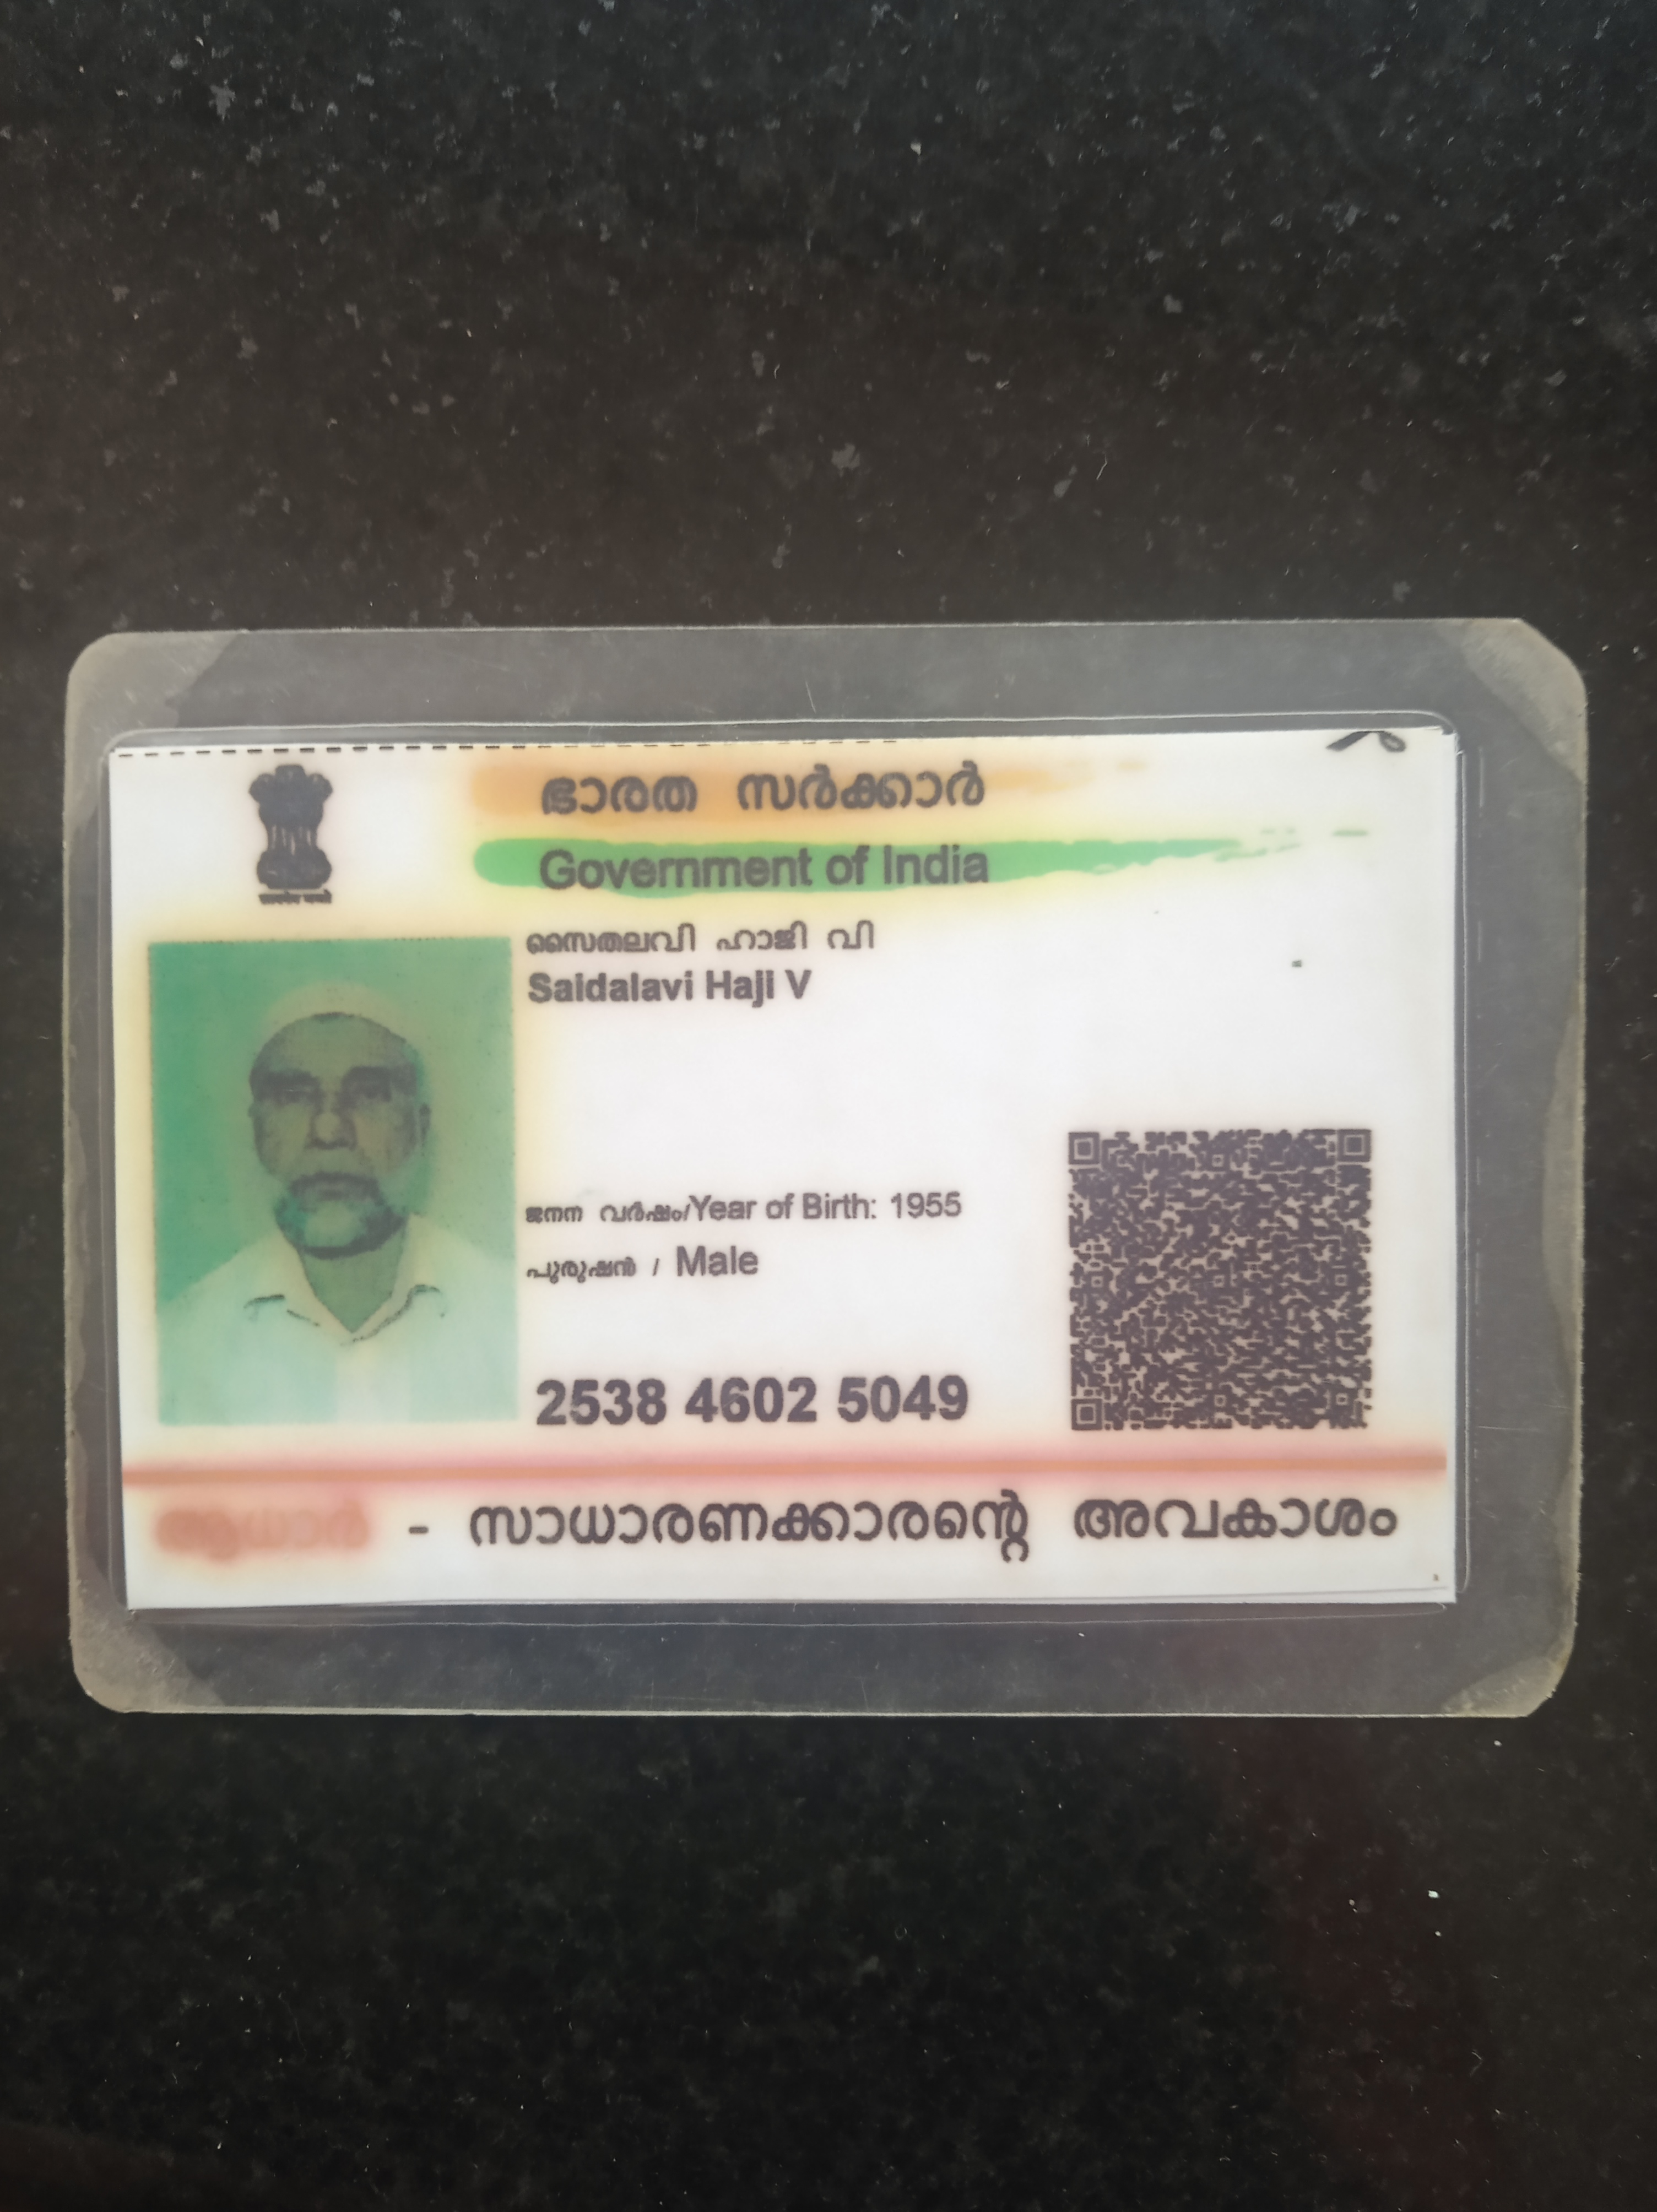 ഭാരത സർക്കാർ
Government of India
സൈതലവി ഹാജി വി
Saidalavi Haji V
ജനന വർഷം/Year of Birth: 1955
പുരുഷൻ / Male
2538 4602 5049
ആധാർ - സാധാരണക്കാരന്റെ അവകാശം